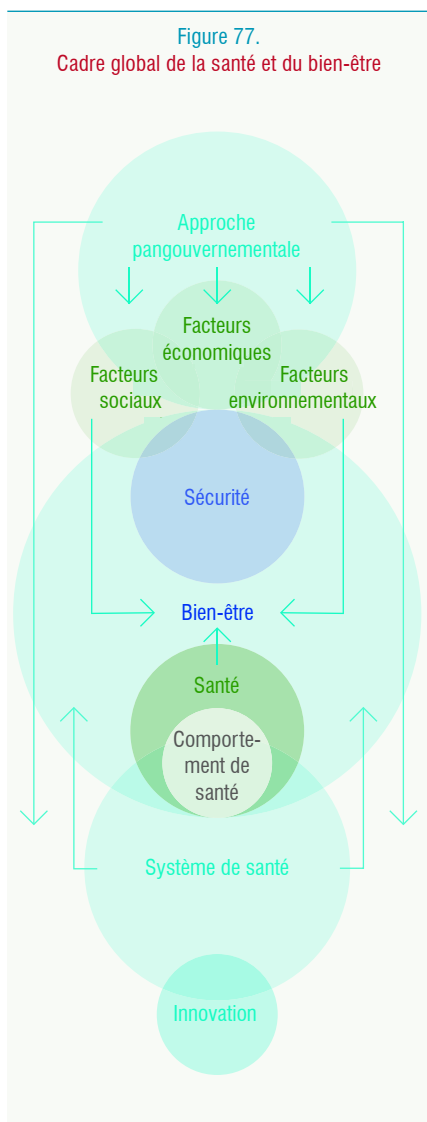 Figure 77.
Cadre global de la santé et du bien-être
Approche
pangouvernementale
Facteurs
économiques
Facteurs
sociaux
Facteurs
environnementaux
Sécurité
Bien-être
Santé
Comporte-
ment de
santé
Système de santé
Innovation